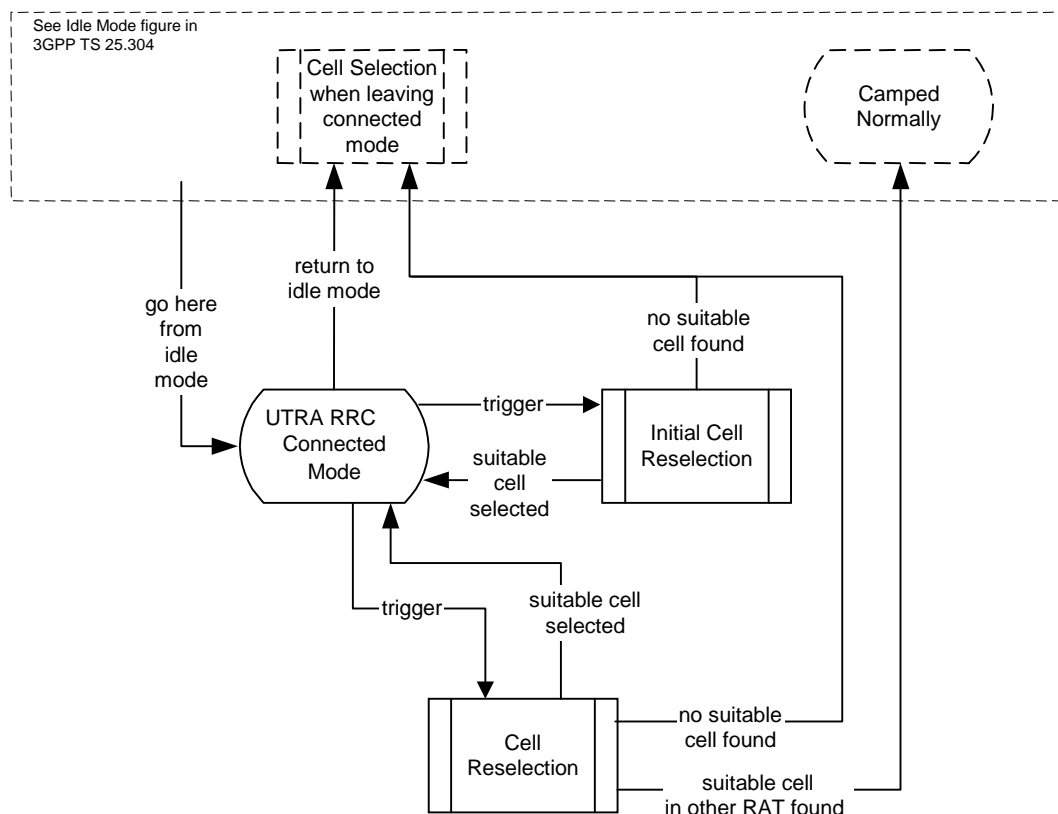 See Idle Mode figure in
3GPP TS 25.304
Cell Selection
when leaving
connected
mode
Camped
Normally
return to
idle mode
go here
from
idle
mode
no suitable
cell found
UTRA RRC
Connected
Mode
trigger
Initial Cell
Reselection
suitable
cell
selected
trigger
suitable cell
selected
Cell
Reselection
no suitable
cell found
suitable cell
in other RAT found